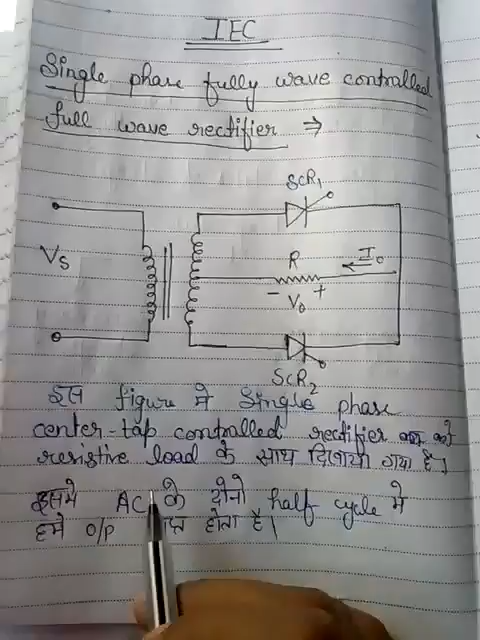 IEC
Single phase fully wave controlled
full wave rectifier ⇒
SCR₁
Vs
R
I₀
- V₀ +
SCR₂
इस figure मे Single phase
center-tap controlled rectifier को
resistive load के साथ दिखाया गया है।
इसमे AC के दोनो half cycle मे
हमे O/P होता है।